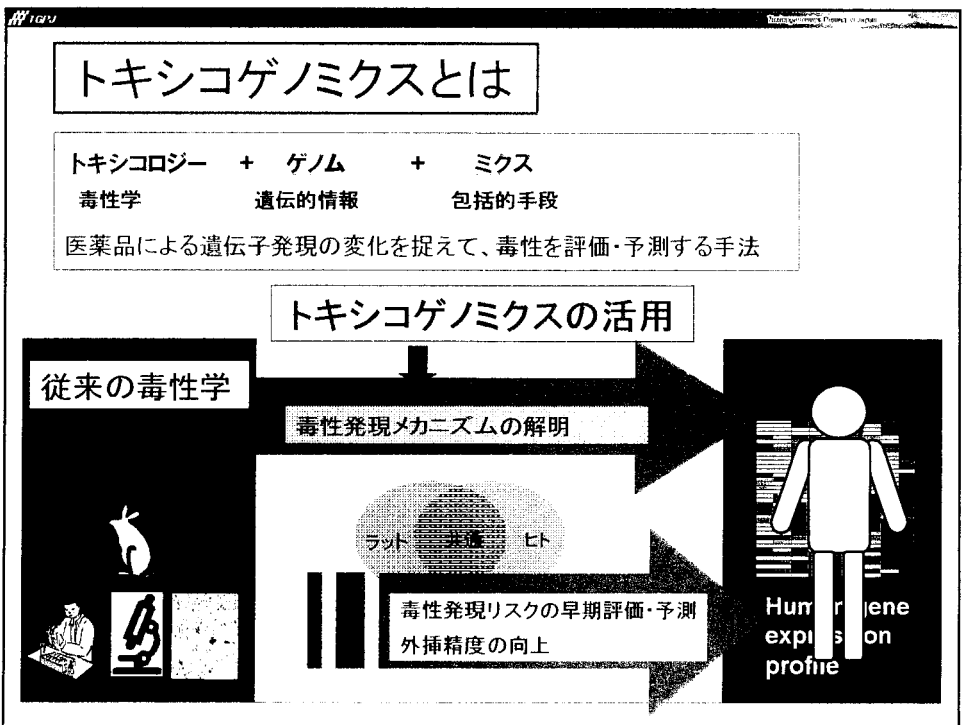 トキシコゲノミクスとは
トキシコロジー + ゲノム + ミクス
毒性学 遺伝的情報 包括的手段
医薬品による遺伝子発現の変化を捉えて、毒性を評価・予測する手法
トキシコゲノミクスの活用
従来の毒性学
毒性発現メカニズムの解明
ラット 共通 ヒト
毒性発現リスクの早期評価・予測
外挿精度の向上
Human gene
expression
profile